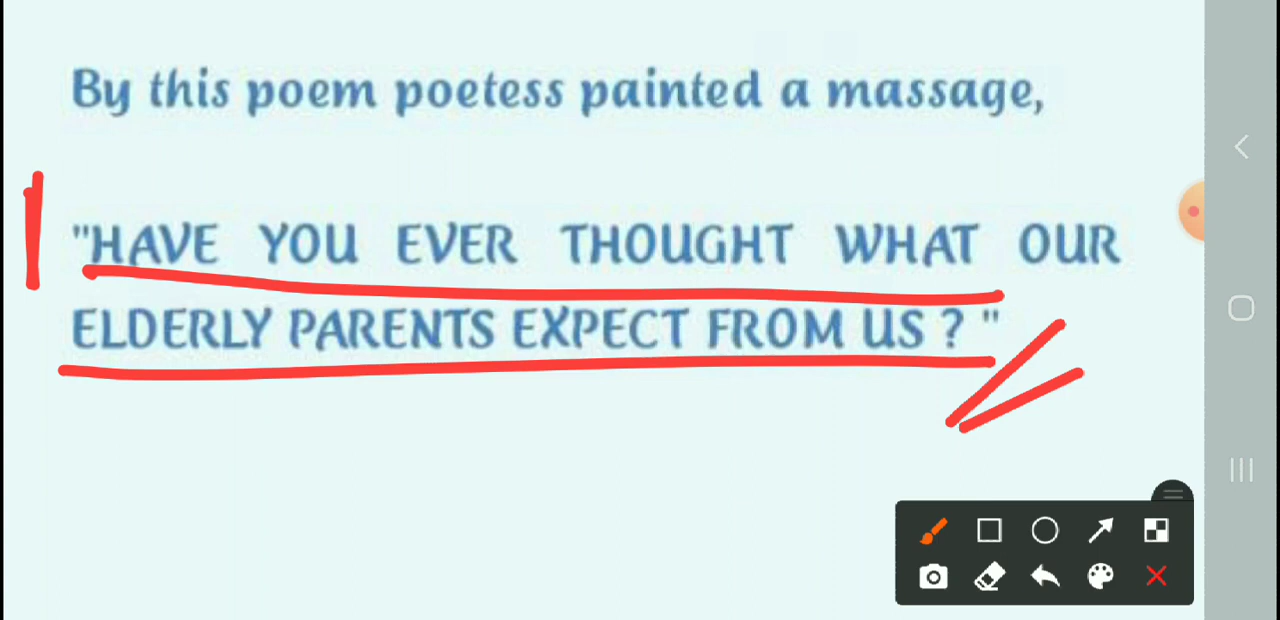 By this poem poetess painted a massage,
"HAVE YOU EVER THOUGHT WHAT OUR
ELDERLY PARENTS EXPECT FROM US ? "